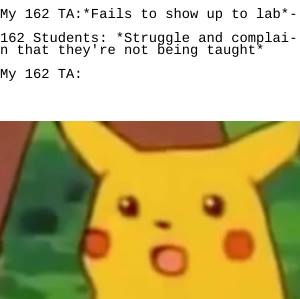 My 162 TA:*Fails to show up to lab*-
162 Students: *Struggle and complai-
n that they're not being taught*
My 162 TA: